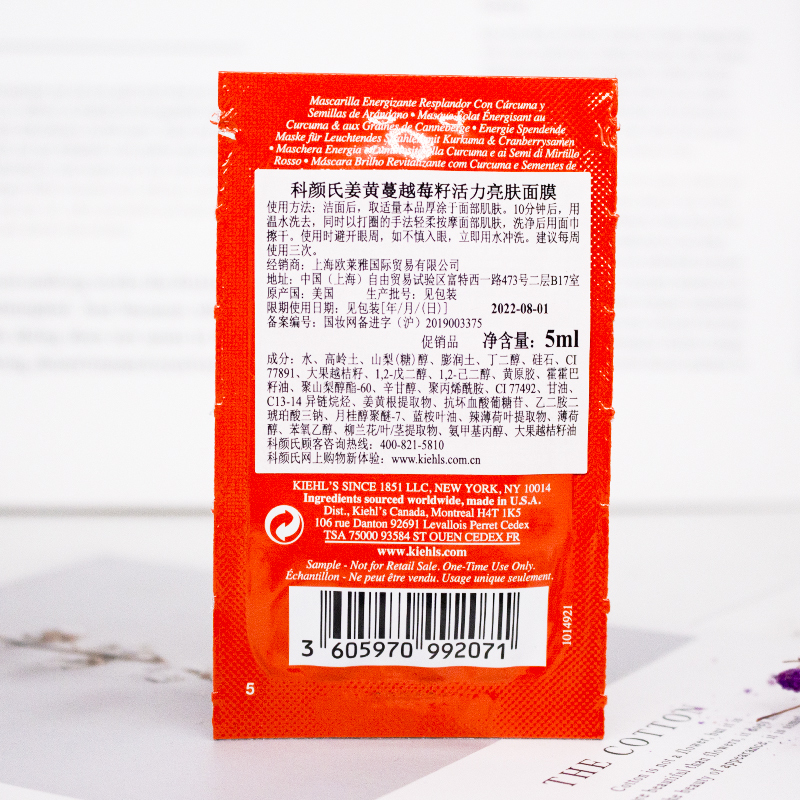 Mascarilla Energizante Resplandor Con Cúrcuma y
Semillas de Arándano • Masque Éclat Énergisant au
Curcuma & aux Graines de Canneberge • Energie Spendende
Maske für Leuchtendes mit Kurkuma & Cranberrysamen
• Maschera Energia alla Curcuma e ai Semi di Mirtillo
Rosso • Máscara Brilho Revitalizante com Curcuma e Sementes de
科颜氏姜黄蔓越莓籽活力亮肤面膜
使用方法：洁面后，取适量本品厚涂于面部肌肤。10分钟后，用
温水洗去，同时以打圈的手法轻柔按摩面部肌肤。洗净后用面巾
擦干。使用时避开眼周，如不慎入眼，立即用水冲洗。建议每周
使用三次。
经销商：上海欧莱雅国际贸易有限公司
地址：中国（上海）自由贸易试验区富特西一路473号二层B17室
原产国：美国 生产批号：见包装
限期使用日期：见包装[年/月/(日)] 2022-08-01
备案编号：国妆网备进字（沪）2019003375
促销品 净含量：5ml
成分：水、高岭土、山梨(糖)醇、膨润土、丁二醇、硅石、CI
77891、大果越桔籽、1,2-戊二醇、1,2-己二醇、黄原胶、霍霍巴
籽油、聚山梨醇酯-60、辛甘醇、聚丙烯酰胺、CI 77492、甘油、
C13-14 异链烷烃、姜黄根提取物、抗坏血酸葡糖苷、乙二胺二
琥珀酸三钠、月桂醇聚醚-7、蓝桉叶油、辣薄荷叶提取物、薄荷
醇、苯氧乙醇、柳兰花/叶/茎提取物、氨甲基丙醇、大果越桔籽油
科颜氏顾客咨询热线：400-821-5810
科颜氏网上购物新体验：www.kiehls.com.cn
KIEHL'S SINCE 1851 LLC, NEW YORK, NY 10014
Ingredients sourced worldwide, made in U.S.A.
Dist., Kiehl's Canada, Montreal H4T 1K5
106 rue Danton 92691 Levallois Perret Cedex
TSA 75000 93584 ST OUEN CEDEX FR
www.kiehls.com
Sample - Not for Retail Sale. One-Time Use Only.
Échantillon - Ne peut être vendu. Usage unique seulement.
3 605970 992071
1014921
5
THE COTTON
Cotton is not a flower, but it is
beautiful than flowers,